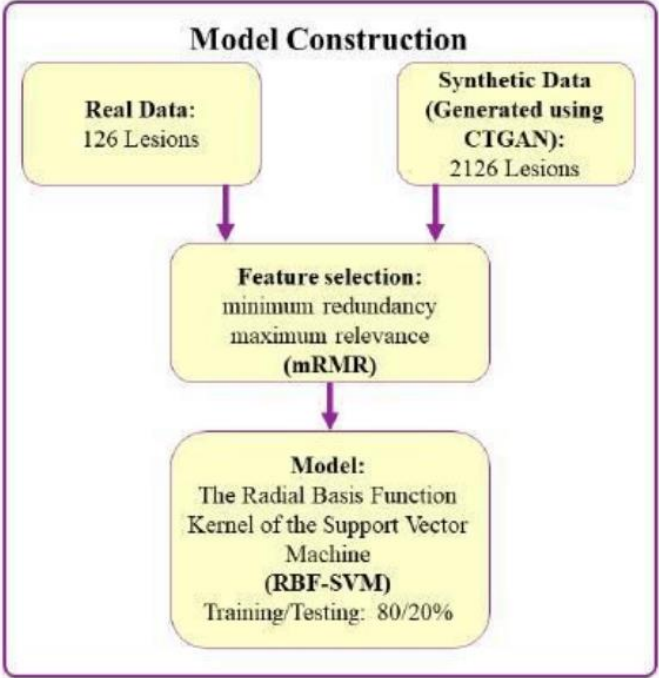 Model Construction
Real Data:
126 Lesions
Synthetic Data
(Generated using
CTGAN):
2126 Lesions
Feature selection:
minimum redundancy
maximum relevance
(mRMR)
Model:
The Radial Basis Function
Kernel of the Support Vector
Machine
(RBF-SVM)
Training/Testing: 80/20%